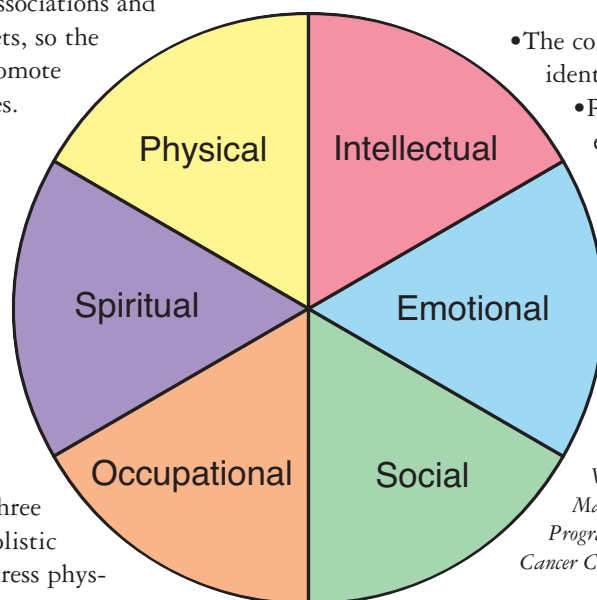 ssociations and
ets, so the
omote
es.
•The co
ident
•P
e
Physical
Intellectual
Spiritual
Emotional
Occupational
Social
hree
olistic
ress phys-
Ma
Progr
Cancer C